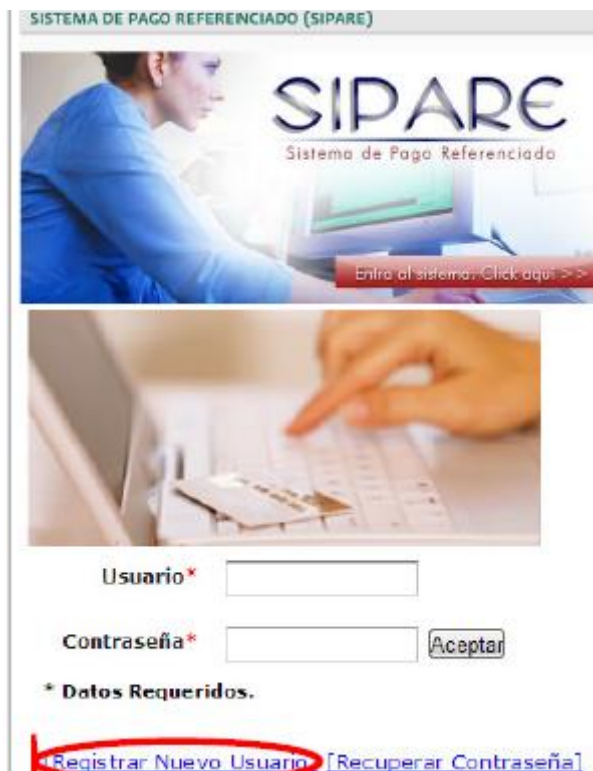 SISTEMA DE PAGO REFERENCIADO (SIPARE)
SIPARE
Sistema de Pago Referenciado
Entra al sistema. Click aquí >>
Usuario*
Contraseña*
Aceptar
* Datos Requeridos.
[Registrar Nuevo Usuario] [Recuperar Contraseña]